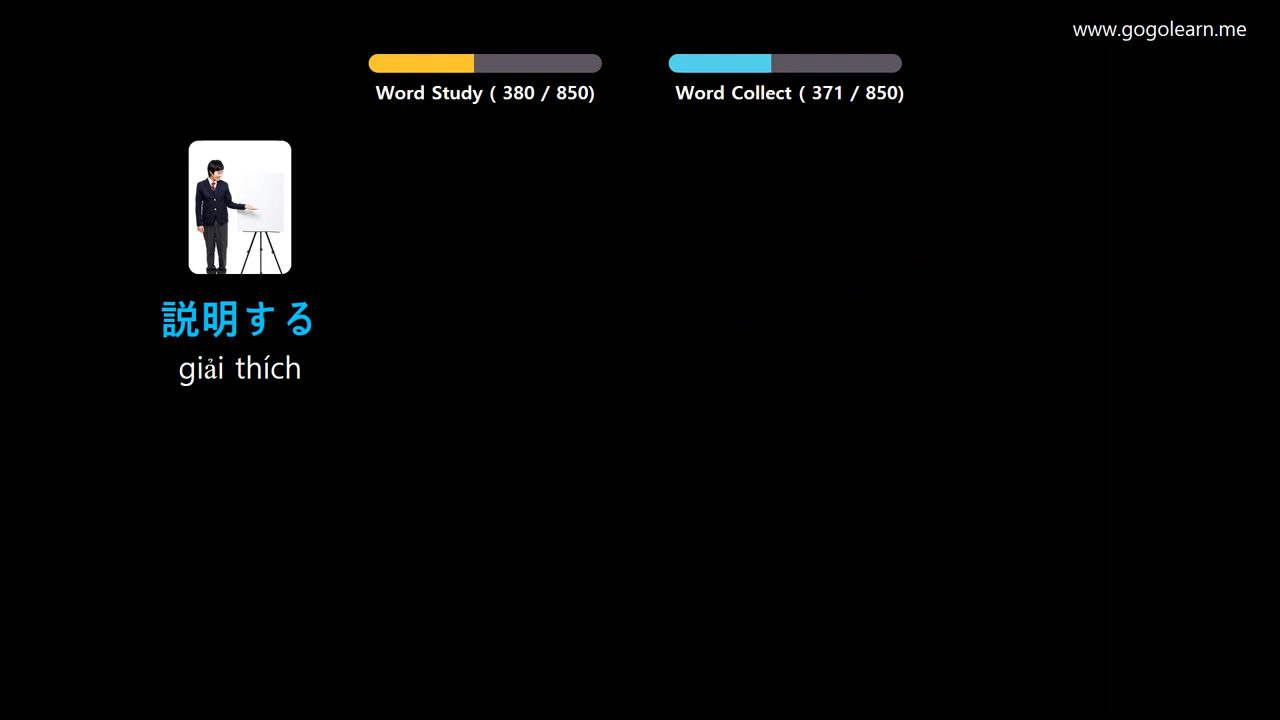 www.gogolearn.me
Word Study ( 380 / 850)
Word Collect ( 371 / 850)
説明する
giải thích